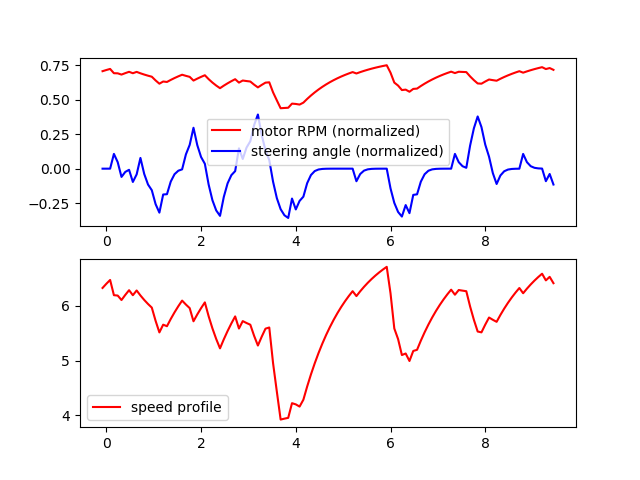 0.75
0.50
0.25
0.00
−0.25
motor RPM (normalized)
steering angle (normalized)
0 2 4 6 8
6
5
4
speed profile
0 2 4 6 8